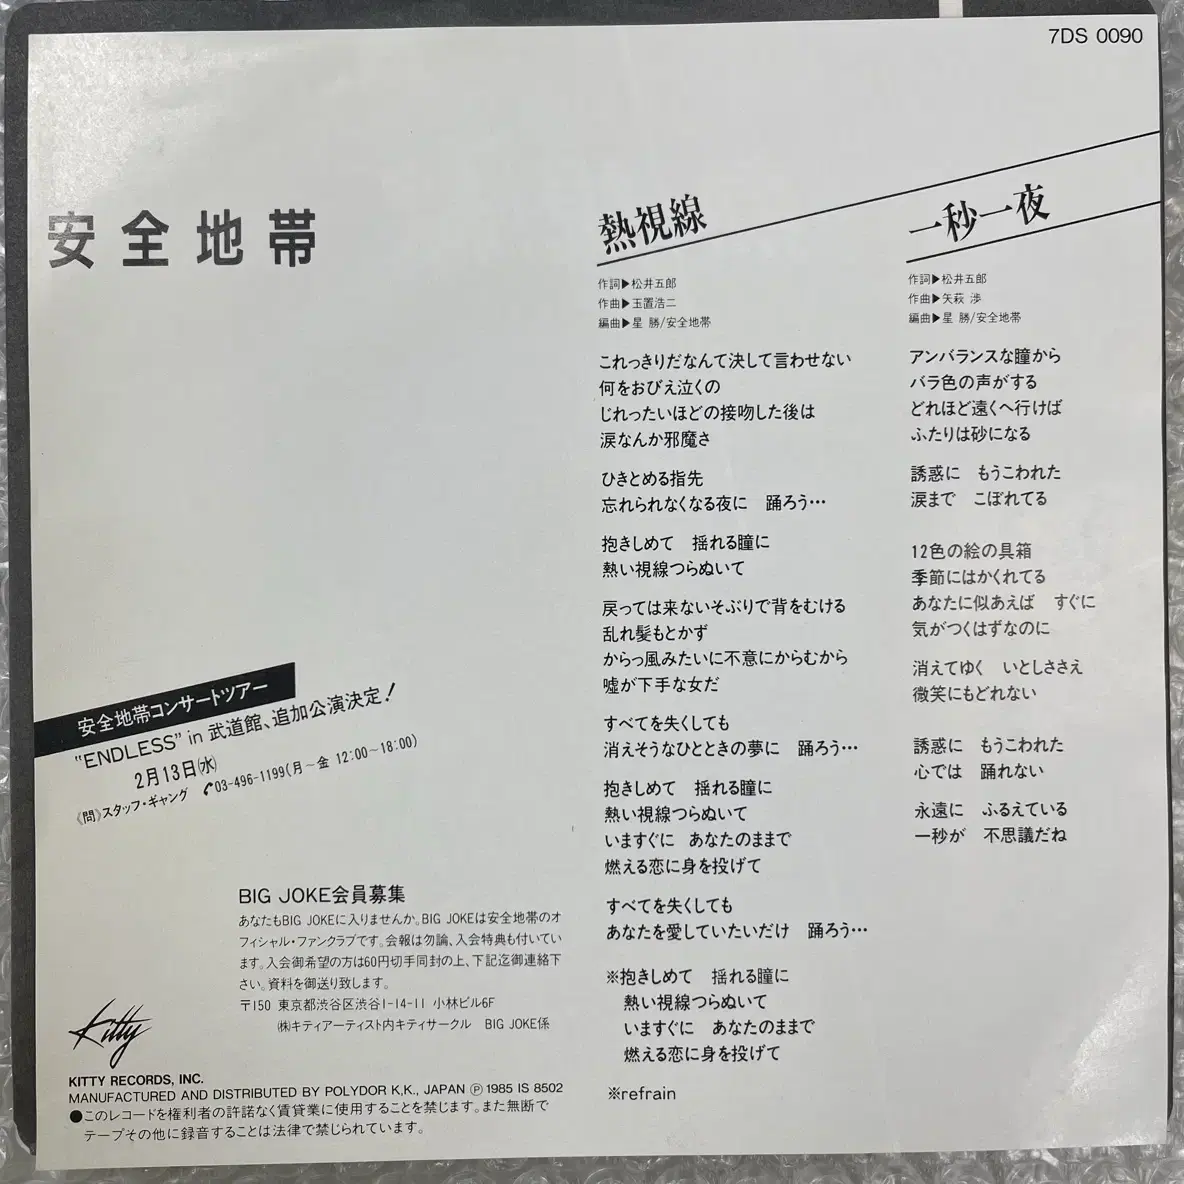 7DS 0090
安全地帯
熱視線
作詞▶松井五郎
作曲▶玉置浩二
編曲▶星 勝/安全地帯
これっきりだなんて決して言わせない
何をおびえ泣くの
じれったいほどの接吻した後は
涙なんか邪魔さ
ひきとめる指先
忘れられなくなる夜に 踊ろう…
抱きしめて 揺れる瞳に
熱い視線つらぬいて
戻っては来ないそぶりで背をむける
乱れ髪もとかず
からっ風みたいに不意にからむから
嘘が下手な女だ
すべてを失くしても
消えそうなひとときの夢に 踊ろう…
抱きしめて 揺れる瞳に
熱い視線つらぬいて
いますぐに あなたのままで
燃える恋に身を投げて
すべてを失くしても
あなたを愛していたいだけ 踊ろう…
※抱きしめて 揺れる瞳に
熱い視線つらぬいて
いますぐに あなたのままで
燃える恋に身を投げて
※refrain
一秒一夜
作詞▶松井五郎
作曲▶矢萩 渉
編曲▶星 勝/安全地帯
アンバランスな瞳から
バラ色の声がする
どれほど遠くへ行けば
ふたりは砂になる
誘惑に もうこわれた
涙まで こぼれてる
12色の絵の具箱
季節にはかくれてる
あなたに似あえば すぐに
気がつくはずなのに
消えてゆく いとしささえ
微笑にもどれない
誘惑に もうこわれた
心では 踊れない
永遠に ふるえている
一秒が 不思議だね
安全地帯コンサートツアー
"ENDLESS" in 武道館、追加公演決定!
2月13日㈬
《問》スタッフ・ギャング ✆03-496-1199(月~金 12:00~18:00)
BIG JOKE会員募集
あなたもBIG JOKEに入りませんか。BIG JOKEは安全地帯のオ
フィシャル・ファンクラブです。会報は勿論、入会特典も付いてい
ます。入会御希望の方は60円切手同封の上、下記迄御連絡下
さい。資料を御送り致します。
〒150 東京都渋谷区渋谷1-14-11 小林ビル6F
㈱キティアーティスト内キティサークル BIG JOKE係
Kitty
KITTY RECORDS, INC.
MANUFACTURED AND DISTRIBUTED BY POLYDOR K,K., JAPAN Ⓟ 1985 IS 8502
●このレコードを権利者の許諾なく賃貸業に使用することを禁じます。また無断で
テープその他に録音することは法律で禁じられています。